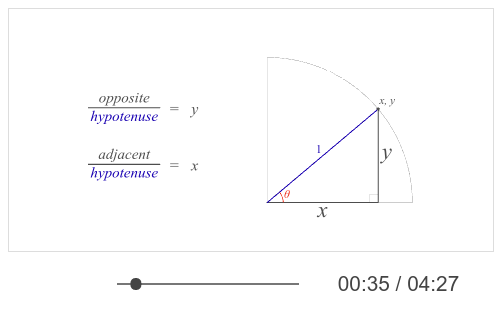 opposite
hypotenuse = y
adjacent
hypotenuse = x
x, y
1
y
θ
x
00:35 / 04:27